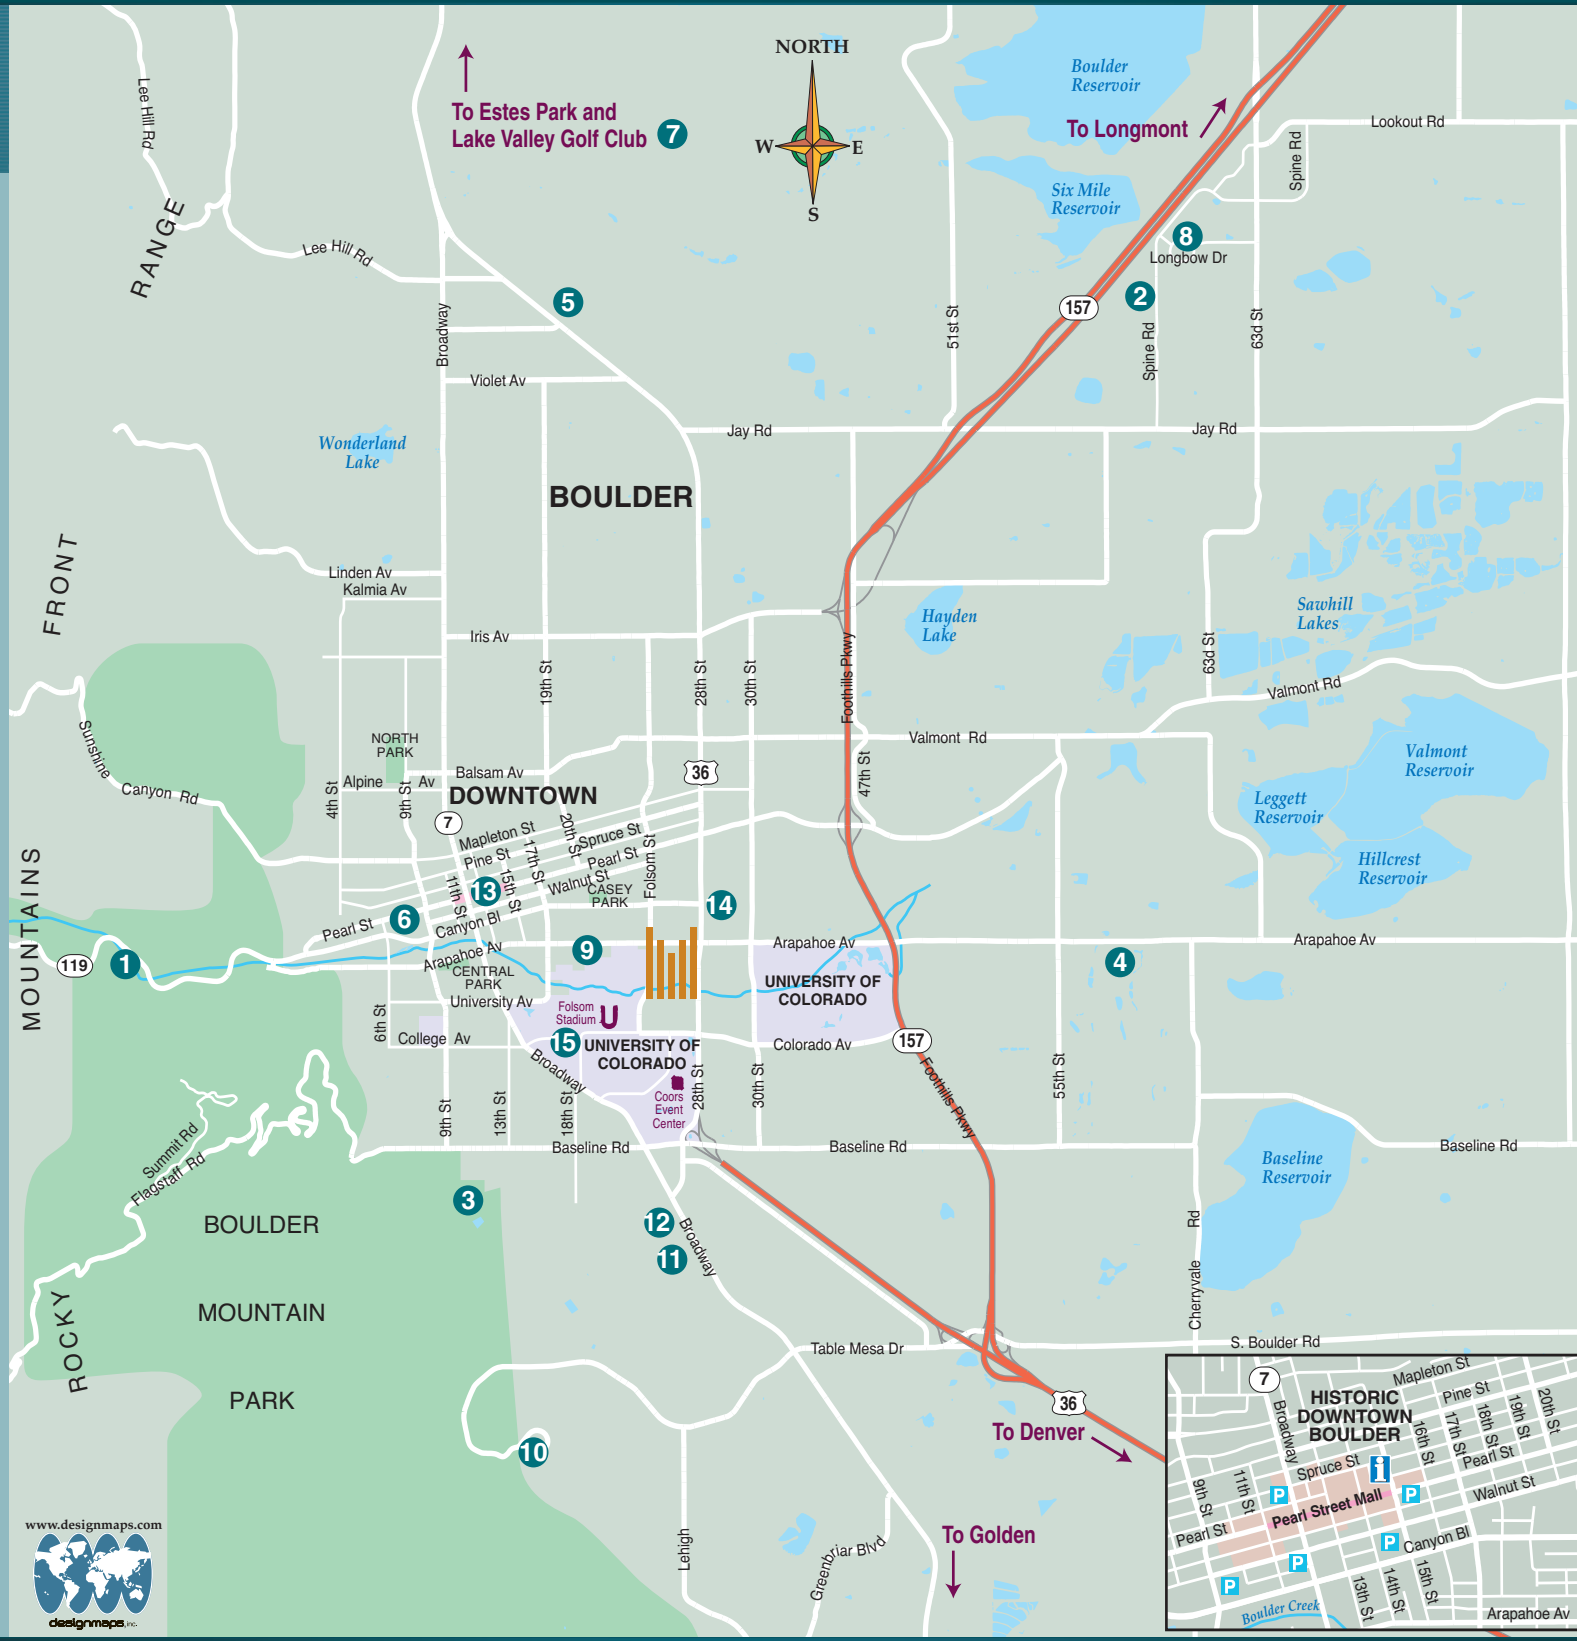 NORTH
W
E
S
To Estes Park and
Lake Valley Golf Club
7
To Longmont
Boulder
Reservoir
Six Mile
Reservoir
Lookout Rd
Spine Rd
Lee Hill Rd
Lee Hill Rd
8
Longbow Dr
2
157
5
Broadway
51st St
Spine Rd
63d St
Violet Av
Jay Rd
Jay Rd
Wonderland
Lake
BOULDER
Linden Av
Kalmia Av
Iris Av
Hayden
Lake
Sawhill
Lakes
63d St
19th St
28th St
30th St
Foothills Pkwy
Valmont Rd
Valmont Rd
47th St
Sunshine
Canyon Rd
NORTH
PARK
Balsam Av
Alpine
Av
4th St
9th St
36
DOWNTOWN
7
Mapleton St
Pine St
20th St
Spruce St
Pearl St
Walnut St
17th St
15th St
11th St
Folsom St
CASEY
PARK
13
14
6
Pearl St
Canyon Bl
Arapahoe Av
9
Arapahoe Av
Arapahoe Av
Valmont
Reservoir
Leggett
Reservoir
Hillcrest
Reservoir
119
1
4
CENTRAL
PARK
University Av
UNIVERSITY OF
COLORADO
Folsom
Stadium
15
UNIVERSITY OF
COLORADO
6th St
College Av
Broadway
Colorado Av
157
Foothills Pkwy
55th St
Coors
Event
Center
28th St
30th St
9th St
13th St
18th St
Baseline Rd
Baseline Rd
Baseline Rd
Baseline
Reservoir
Summit Rd
Flagstaff Rd
3
12
11
Broadway
BOULDER
MOUNTAIN
PARK
ROCKY
MOUNTAINS
FRONT
RANGE
Cherryvale
Rd
S. Boulder Rd
Table Mesa Dr
36
To Denver
10
Lehigh
Greenbriar Blvd
To Golden
www.designmaps.com
designmaps, inc.
7
HISTORIC
DOWNTOWN
BOULDER
Mapleton St
Pine St
Broadway
16th St
17th St
18th St
19th St
20th St
Spruce St
i
Pearl St
Walnut St
9th St
11th St
P
P
Pearl Street Mall
Pearl St
P
Canyon Bl
P
P
13th St
14th St
15th St
Boulder Creek
Arapahoe Av